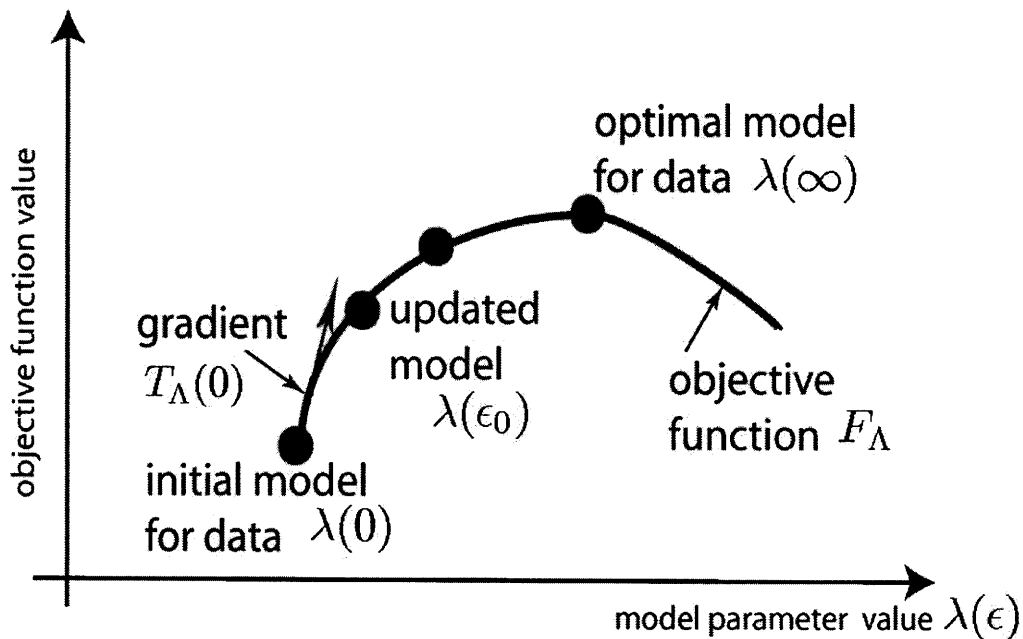 objective function value
optimal model
for data λ(∞)
gradient
T_Λ(0)
updated
model
λ(ϵ₀)
objective
function F_Λ
initial model
for data λ(0)
model parameter value λ(ϵ)